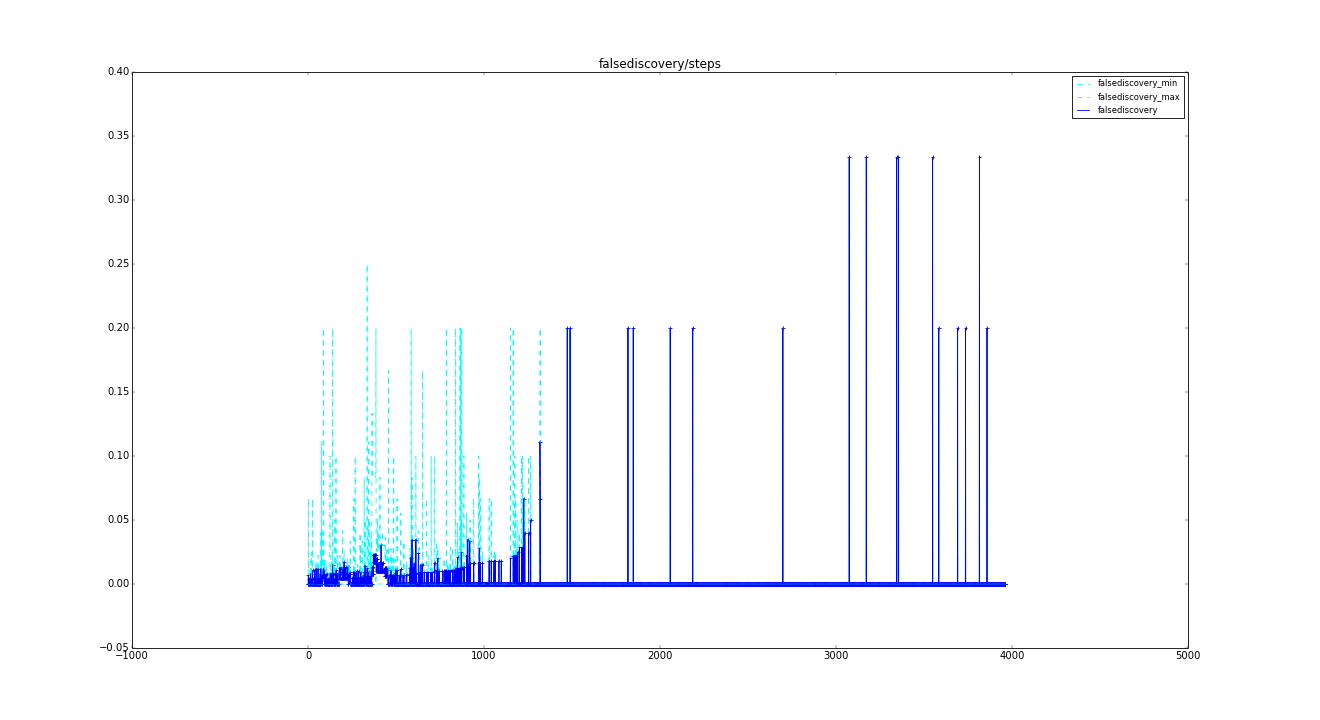 falsediscovery/steps
0.40
0.35
0.30
0.25
0.20
0.15
0.10
0.05
0.00
−0.05
−1000 0 1000 2000 3000 4000 5000
falsediscovery_min
falsediscovery_max
falsediscovery